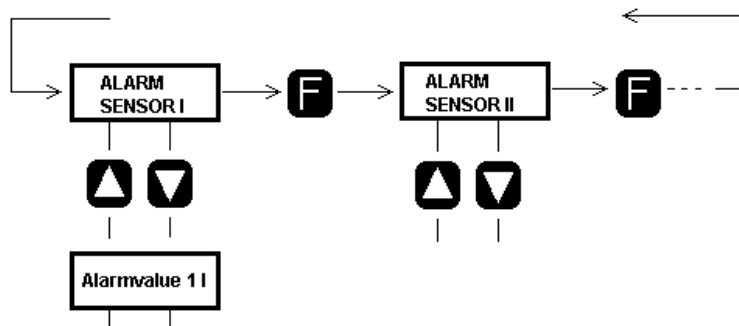 ALARM
SENSOR I
F
ALARM
SENSOR II
F
Alarmvalue 1 I